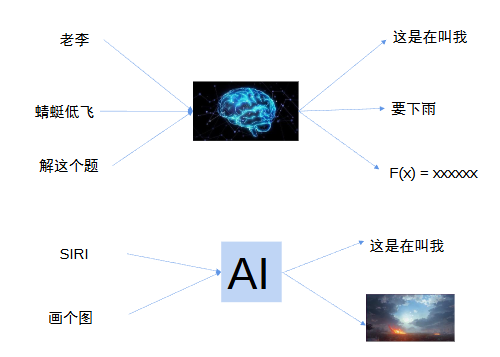 老李
这是在叫我
蜻蜓低飞
要下雨
解这个题
F(x) = xxxxxx
SIRI
AI
这是在叫我
画个图